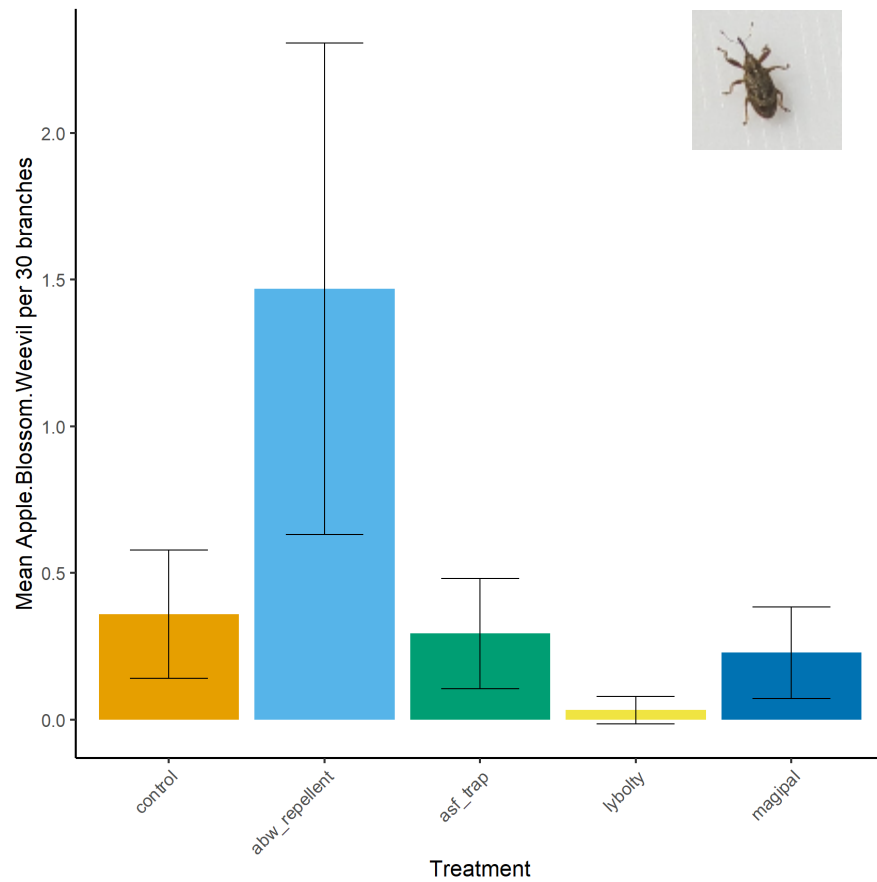 Mean Apple.Blossom.Weevil per 30 branches
2.0
1.5
1.0
0.5
0.0
control
abw_repellent
asf_trap
lybolty
magipal
Treatment